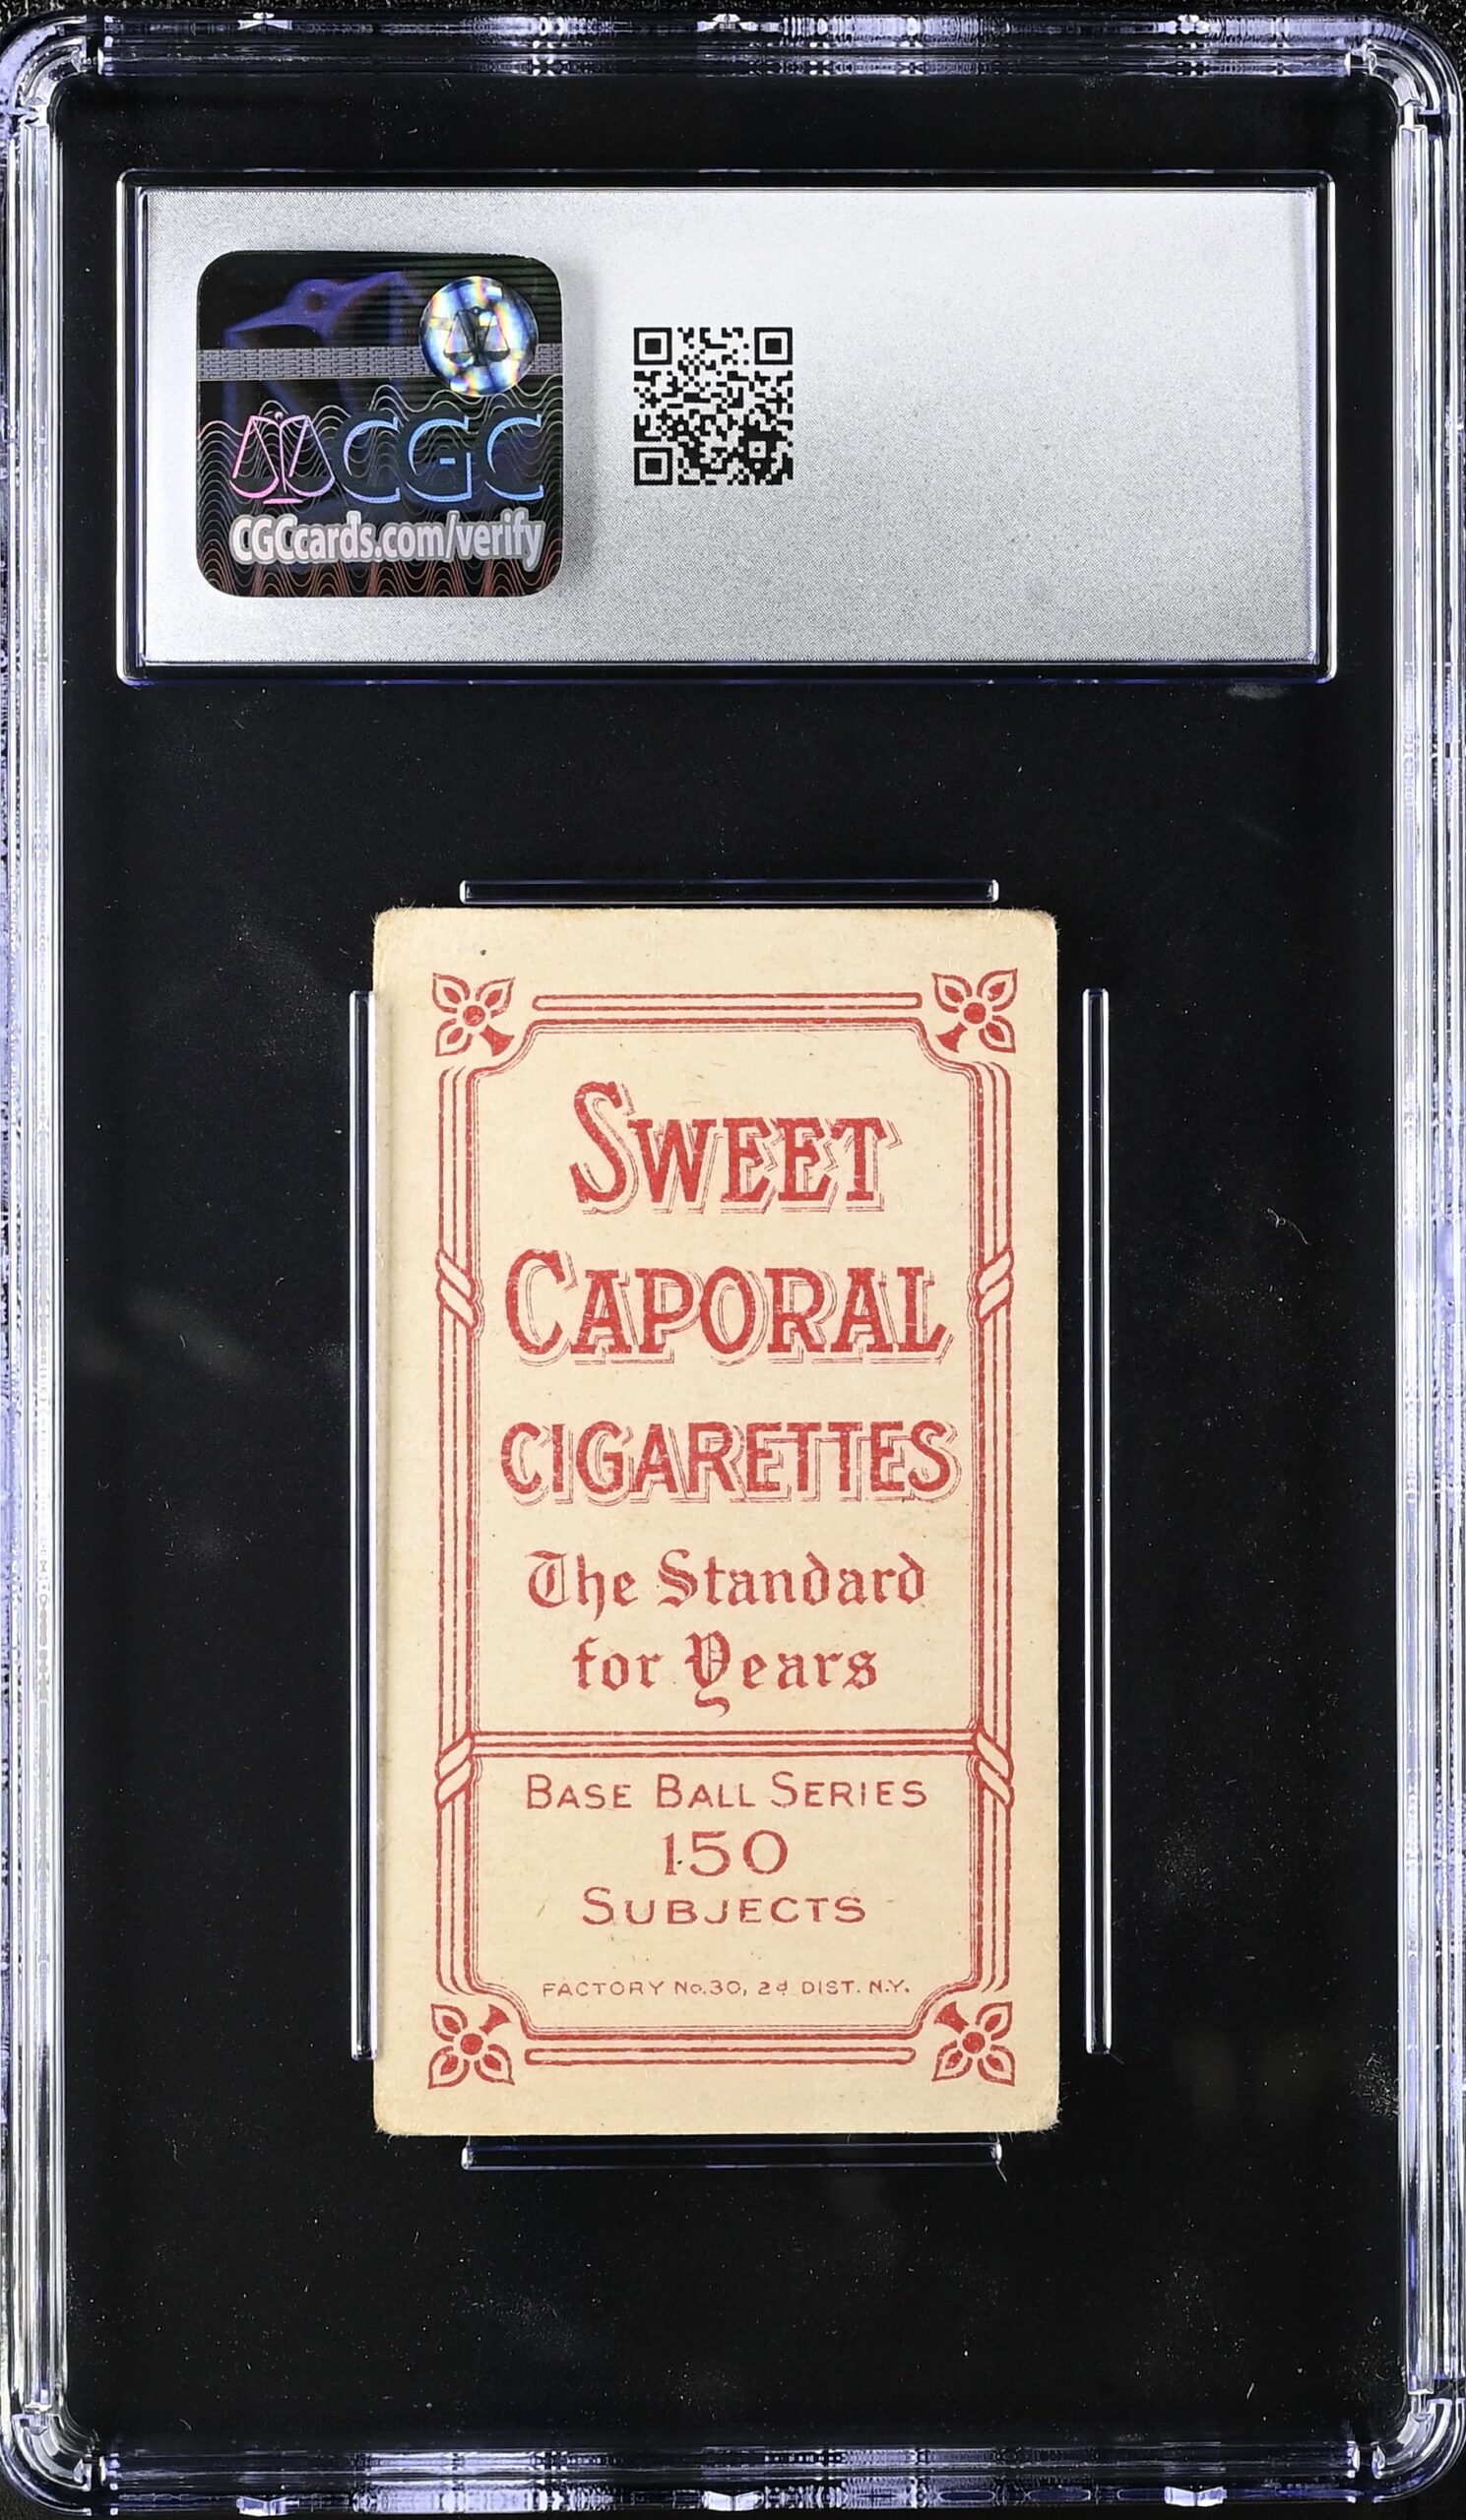 CGC
CGCcards.com/verify
SWEET
CAPORAL
CIGARETTES
The Standard
for Years
BASE BALL SERIES
150
SUBJECTS
FACTORY No.30, 2d DIST. N.Y.